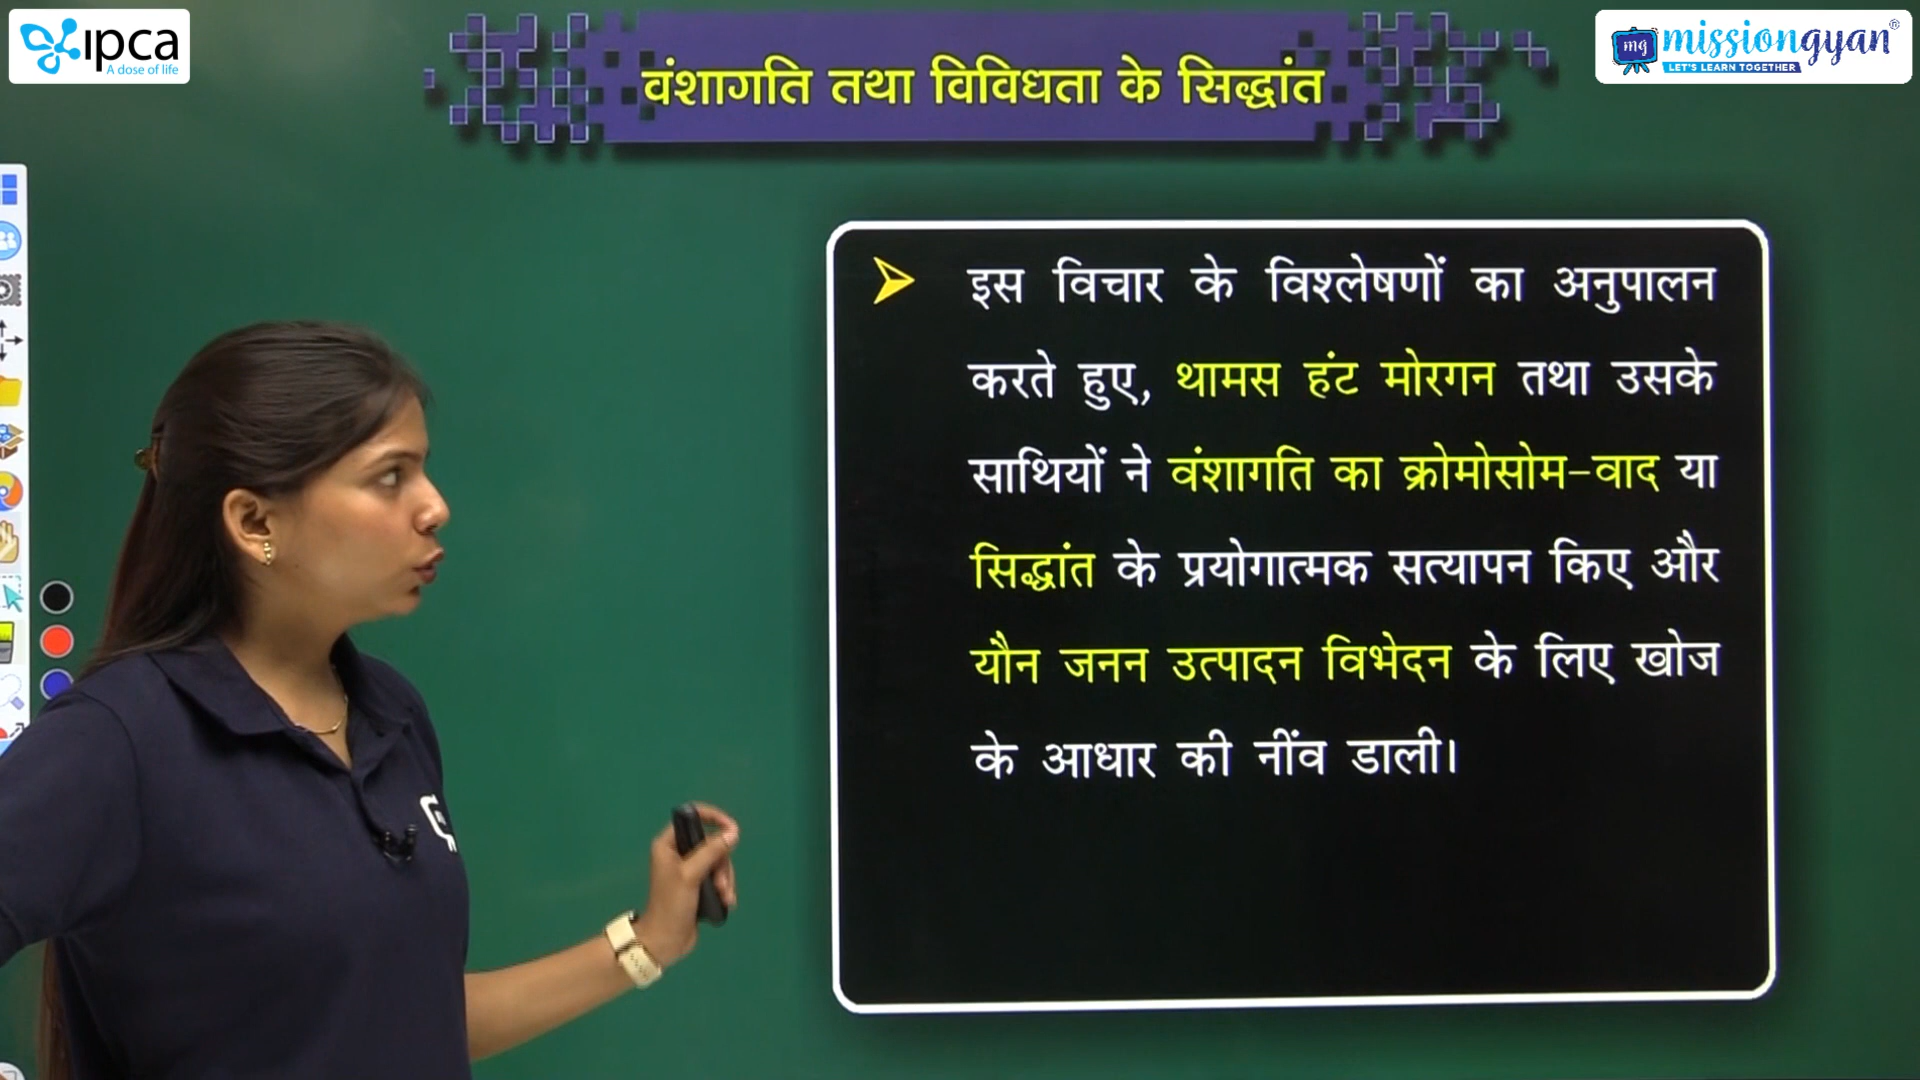 ipca
A dose of life
वंशागति तथा विविधता के सिद्धांत
mg missiongyan®
LET'S LEARN TOGETHER
इस विचार के विश्लेषणों का अनुपालन
करते हुए, थामस हंट मोरगन तथा उसके
साथियों ने वंशागति का क्रोमोसोम-वाद या
सिद्धांत के प्रयोगात्मक सत्यापन किए और
यौन जनन उत्पादन विभेदन के लिए खोज
के आधार की नींव डाली।